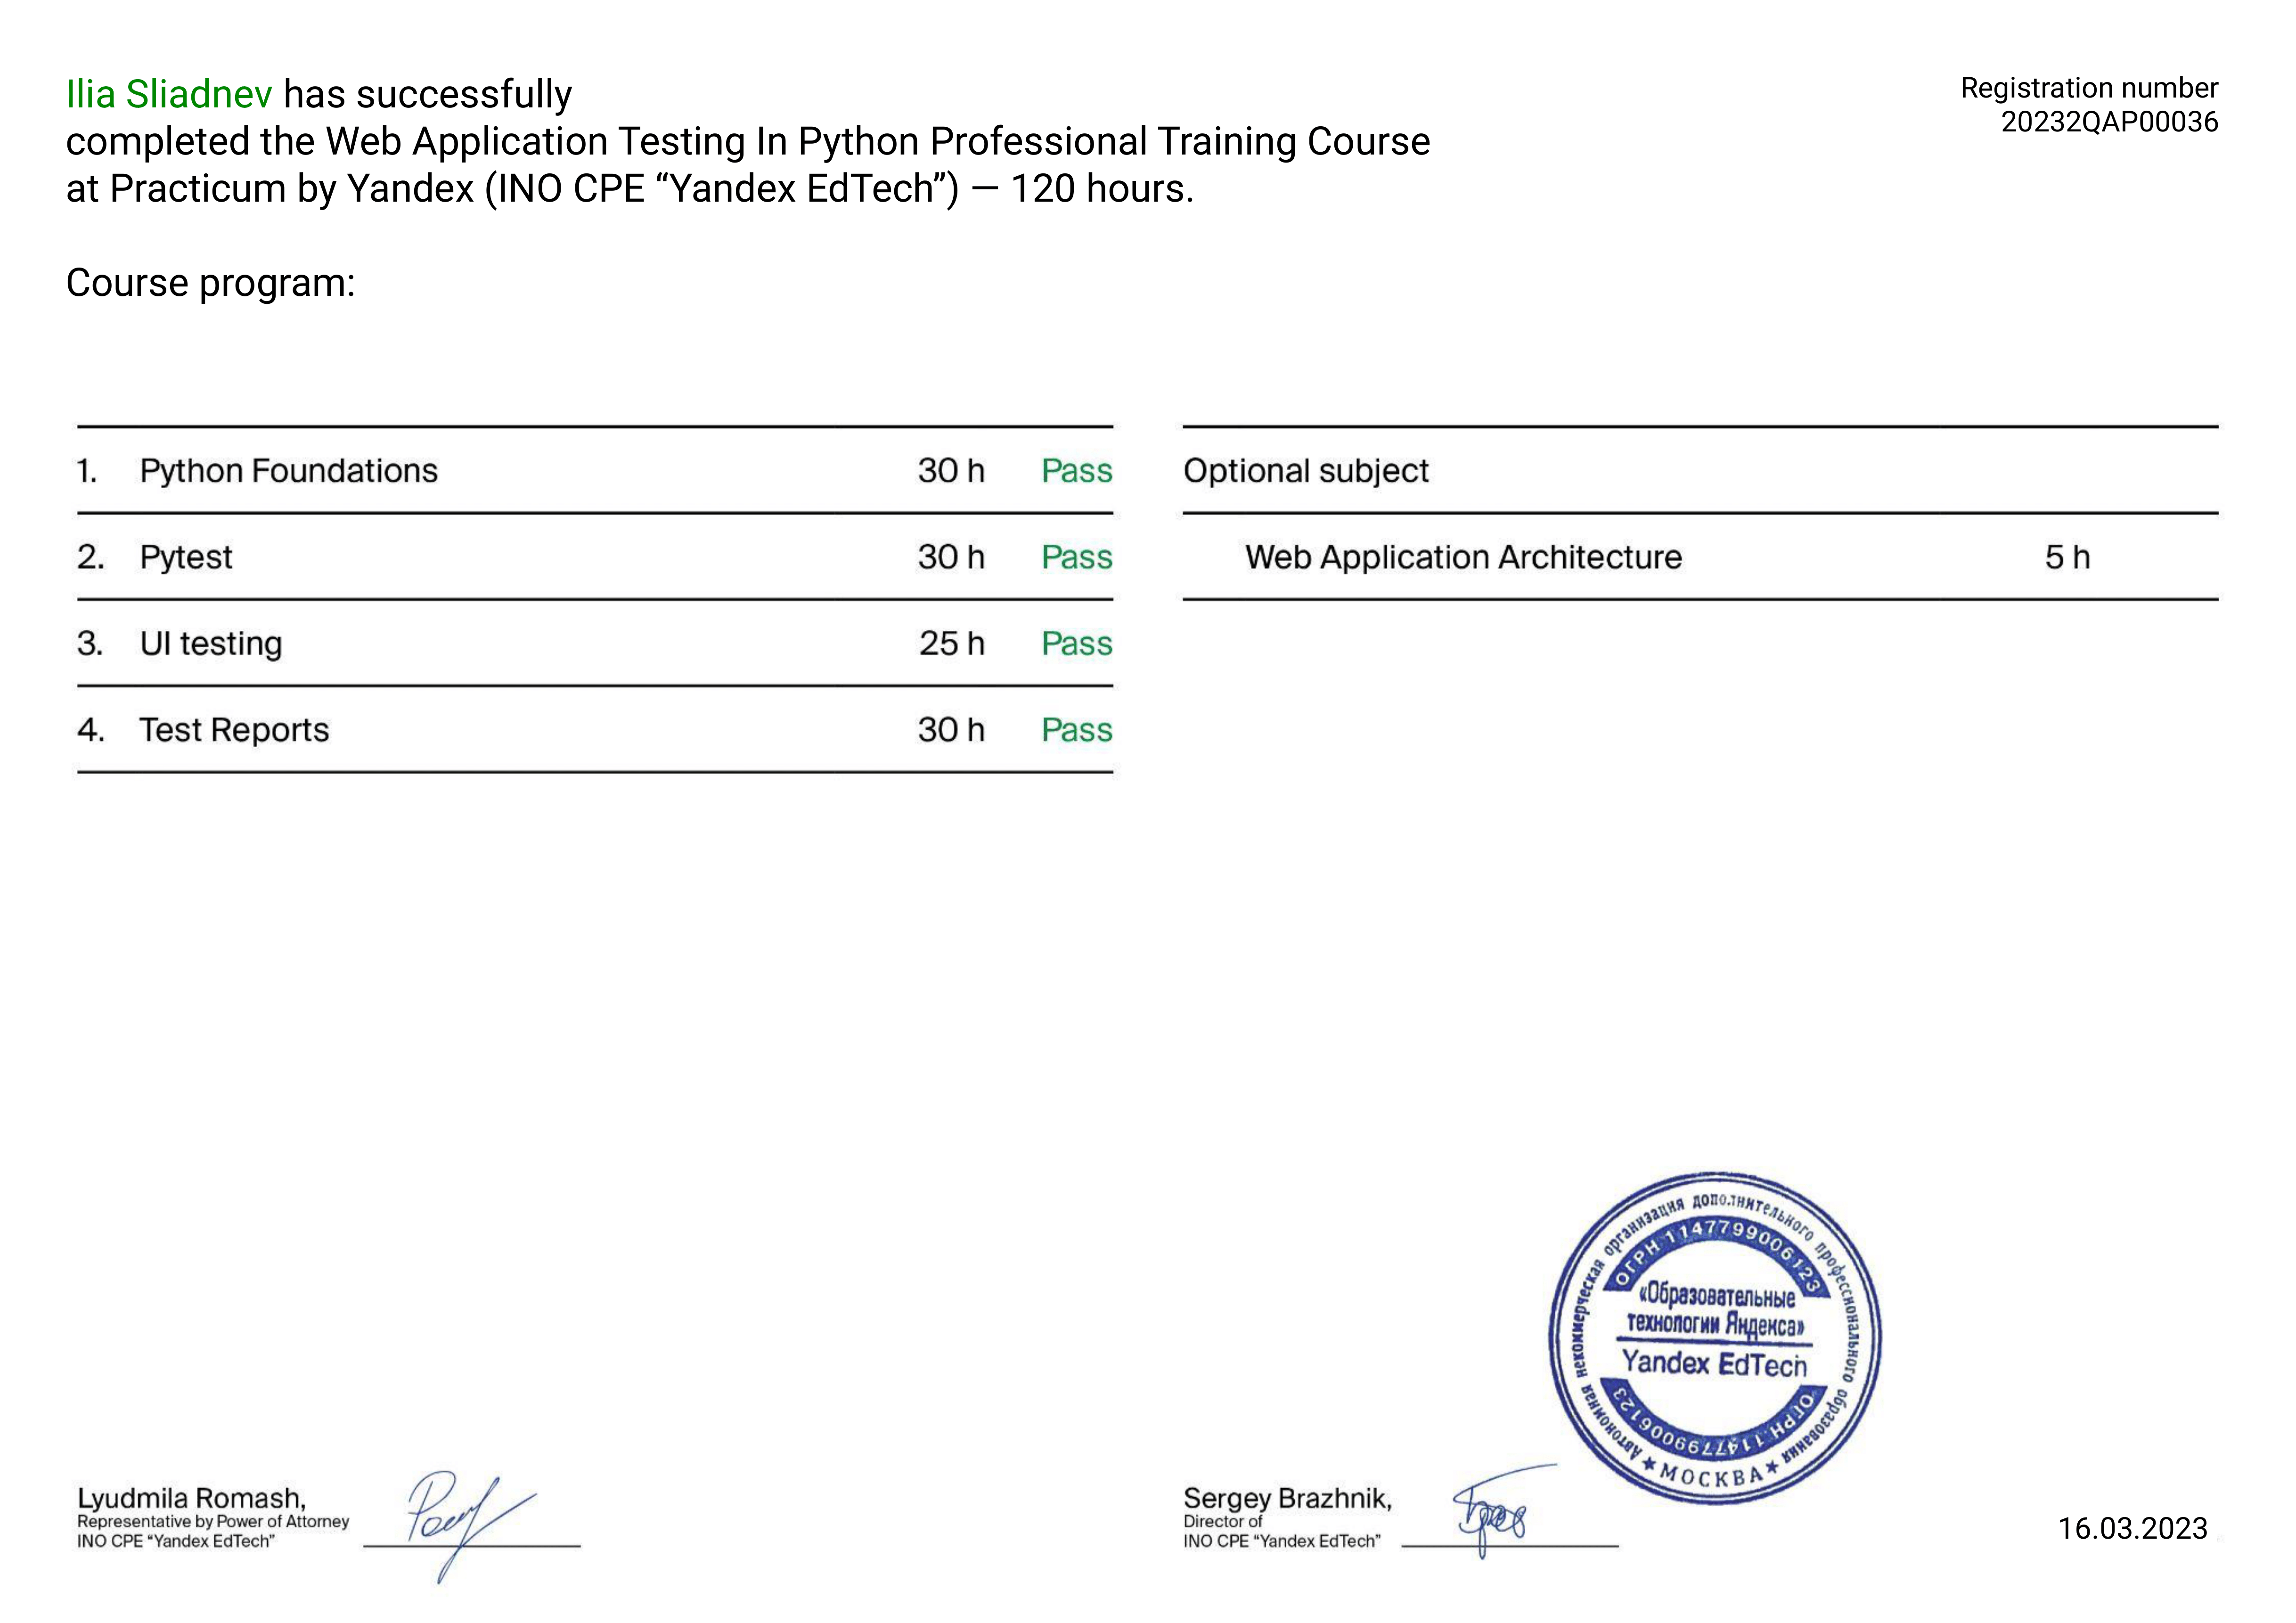 Ilia Sliadnev has successfully
completed the Web Application Testing In Python Professional Training Course
at Practicum by Yandex (INO CPE “Yandex EdTech”) — 120 hours.
Registration number
20232QAP00036
Course program:
1. Python Foundations 30 h Pass
2. Pytest 30 h Pass
3. UI testing 25 h Pass
4. Test Reports 30 h Pass
Optional subject
Web Application Architecture 5 h
Автономная некоммерческая организация дополнительного профессионального образования
ОГРН 1147799006123
«Образовательные
технологии Яндекса»
Yandex EdTech
ОГРН 1147799006123
★ МОСКВА ★
Lyudmila Romash,
Representative by Power of Attorney
INO CPE “Yandex EdTech”
Sergey Brazhnik,
Director of
INO CPE “Yandex EdTech”
16.03.2023